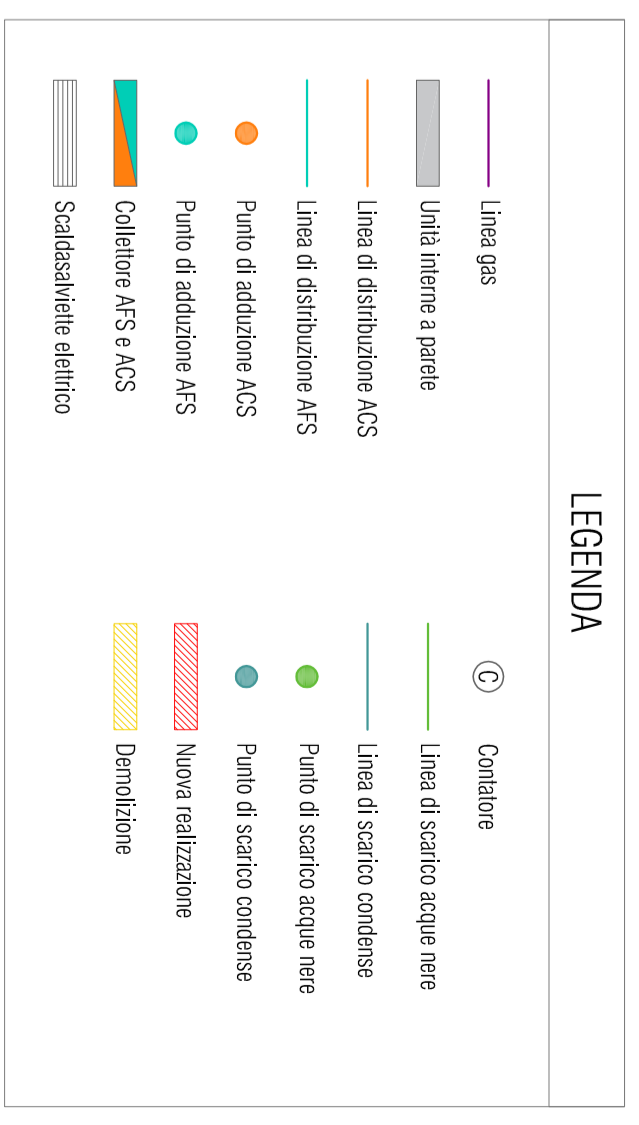 LEGENDA
Linea gas
Unità interne a parete
Linea di distribuzione ACS
Linea di distribuzione AFS
Punto di adduzione ACS
Punto di adduzione AFS
Collettore AFS e ACS
Scaldasalviette elettrico
C Contatore
Linea di scarico acque nere
Linea di scarico condense
Punto di scarico acque nere
Punto di scarico condense
Nuova realizzazione
Demolizione